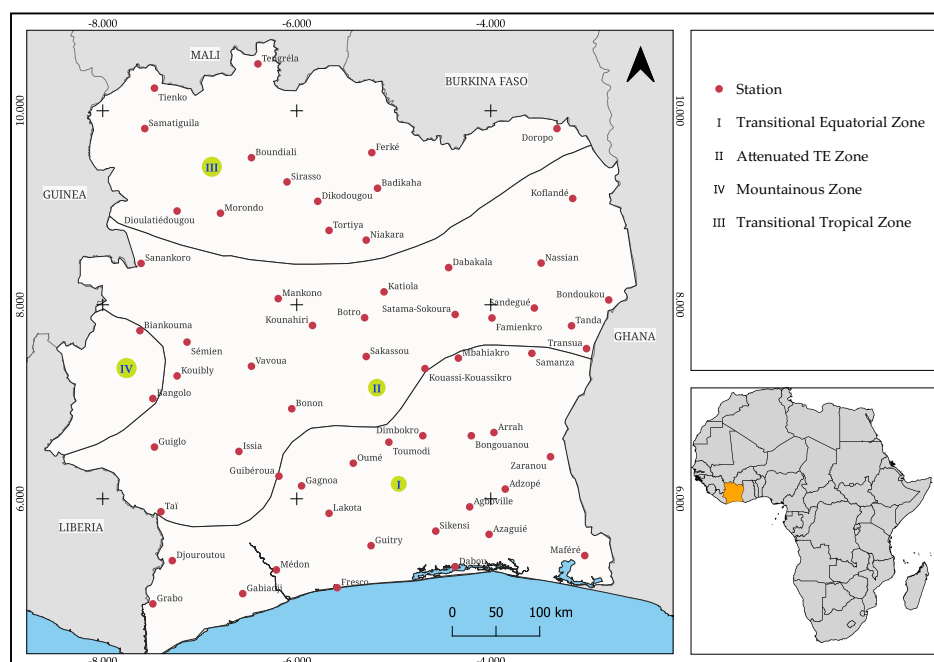 -8.000 -6.000 -4.000
MALI
Tengréla
BURKINA FASO
Tienko
10.000
10.000
Samatiguila
Doropo
Boundiali
Ferké
III
Sirasso
Badikaha
GUINEA
Dikodougou
Koflandé
Dioulatiédougou
Morondo
Tortiya
Niakara
Sanankoro
Dabakala
Nassian
Mankono
Katiola
Bondoukou
8.000
8.000
Kounahiri
Botro
Satama-Sokoura
Sandegué
Famienkro
Tanda
Biankouma
GHANA
Sémien
Transua
Sakassou
Mbahiakro
Samanza
IV
Kouibly
Vavoua
Kouassi-Kouassikro
II
Bangolo
Bonon
Dimbokro
Arrah
Guiglo
Issia
Toumodi
Bongouanou
Oumé
Zaranou
Guibéroua
Gagnoa
I
Adzopé
6.000
6.000
Taï
Lakota
Agboville
LIBERIA
Sikensi
Azaguié
Guitry
Maféré
Djouroutou
Médon
Dabou
Grabo
Gabiadji
Fresco
0 50 100 km
-8.000 -6.000 -4.000
Station
I Transitional Equatorial Zone
II Attenuated TE Zone
IV Mountainous Zone
III Transitional Tropical Zone